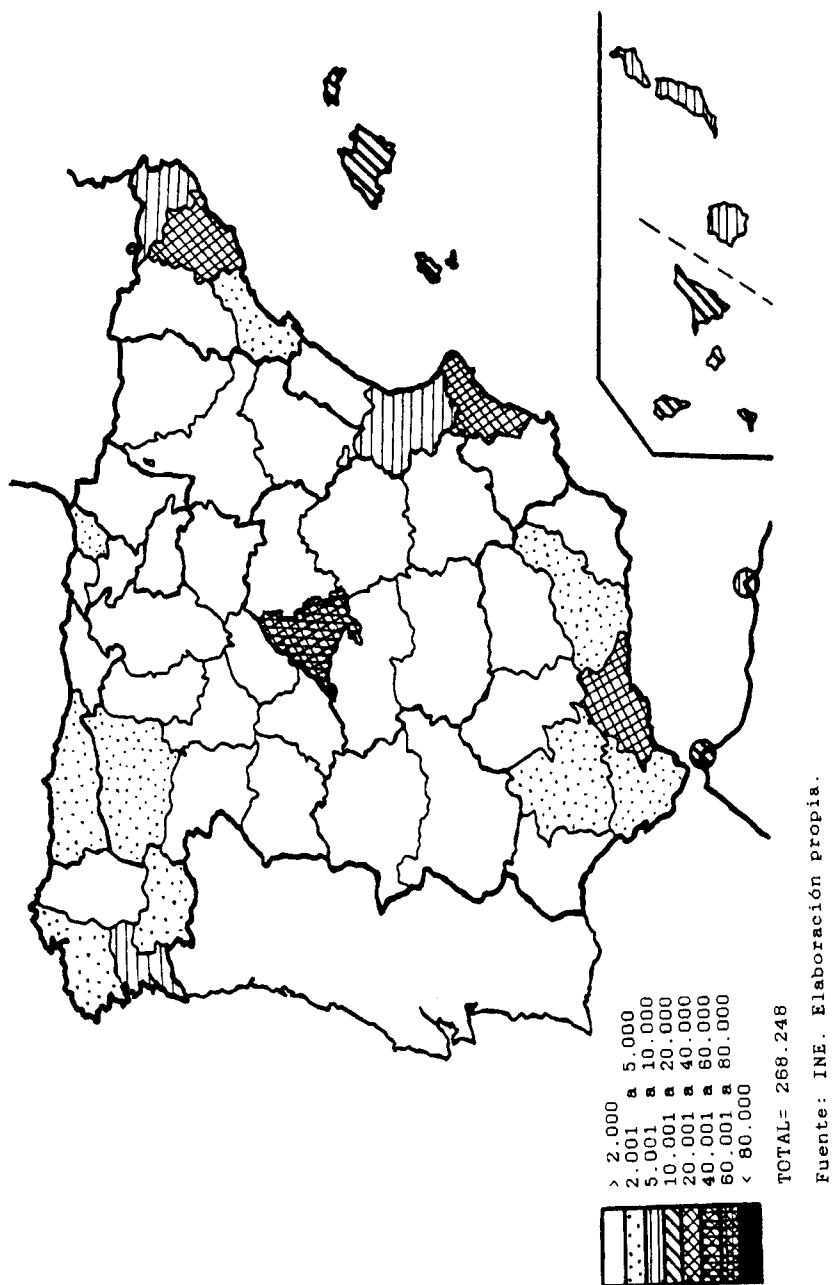 > 2.000
2.001 a 5.000
5.001 a 10.000
10.001 a 20.000
20.001 a 40.000
40.001 a 60.000
60.001 a 80.000
< 80.000
TOTAL= 268.248
Fuente: INE. Elaboración propia.